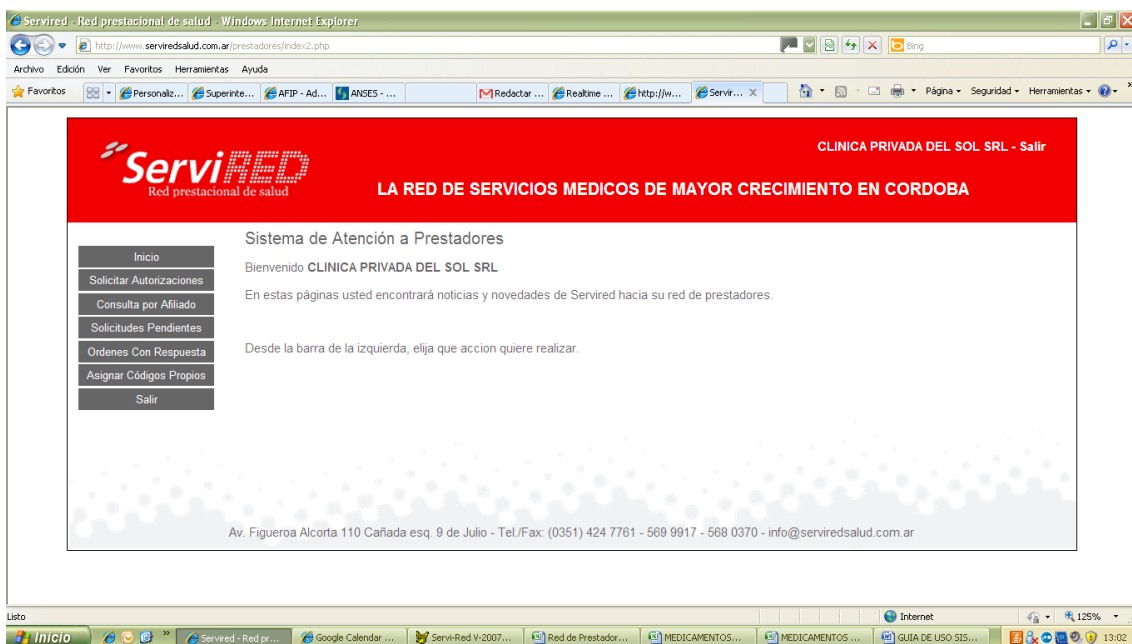 Servired - Red prestacional de salud - Windows Internet Explorer
http://www.serviredsalud.com.ar/prestadores/index2.php
Bing
Archivo Edición Ver Favoritos Herramientas Ayuda
Favoritos Personaliz... Superinte... AFIP - Ad... ANSES - ... Redactar ... Realtime ... http://w... Servir... X Página Seguridad Herramientas
CLINICA PRIVADA DEL SOL SRL - Salir
ServiRED
Red prestacional de salud
LA RED DE SERVICIOS MEDICOS DE MAYOR CRECIMIENTO EN CORDOBA
Sistema de Atención a Prestadores
Inicio
Bienvenido CLINICA PRIVADA DEL SOL SRL
Solicitar Autorizaciones
En estas páginas usted encontrará noticias y novedades de Servired hacia su red de prestadores.
Consulta por Afiliado
Solicitudes Pendientes
Ordenes Con Respuesta
Desde la barra de la izquierda, elija que accion quiere realizar.
Asignar Códigos Propios
Salir
Av. Figueroa Alcorta 110 Cañada esq. 9 de Julio - Tel./Fax: (0351) 424 7761 - 569 9917 - 568 0370 - info@serviredsalud.com.ar
Listo Internet 125%
Inicio Servired - Red pr... Google Calendar ... Servi-Red V-2007... Red de Prestador... MEDICAMENTOS... MEDICAMENTOS ... GUIA DE USO SIS... 13:02